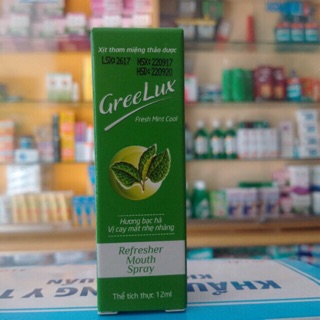 Xịt thơm miệng thảo dược
LSX: 2617 NSX: 220917
HSD: 220920
GreeLux
Fresh Mint Cool
Hương bạc hà
Vị cay mát nhẹ nhàng
Refresher
Mouth
Spray
Thể tích thực 12ml
KHẨU